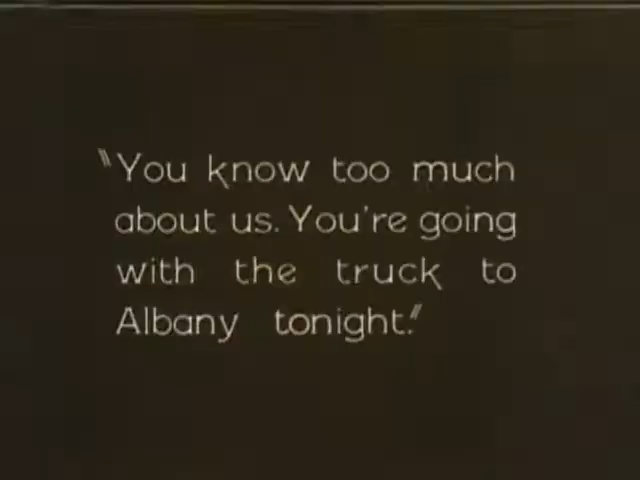 "You know too much
about us. You're going
with the truck to
Albany tonight."